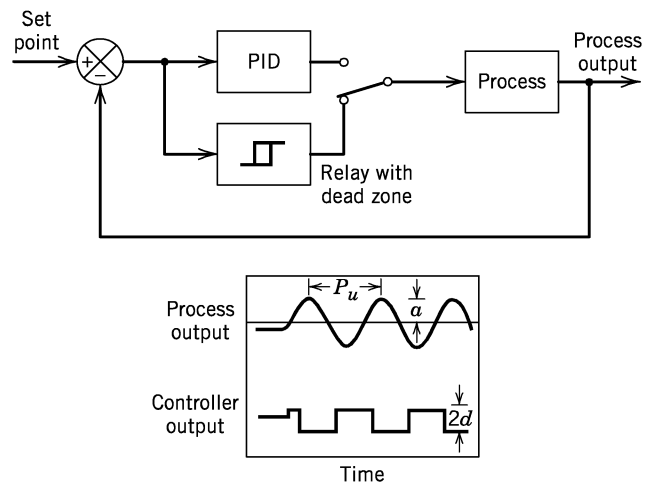 Set
point
+
−
PID
Process
Process
output
Relay with
dead zone
Process
output
P_u
a
Controller
output
2d
Time